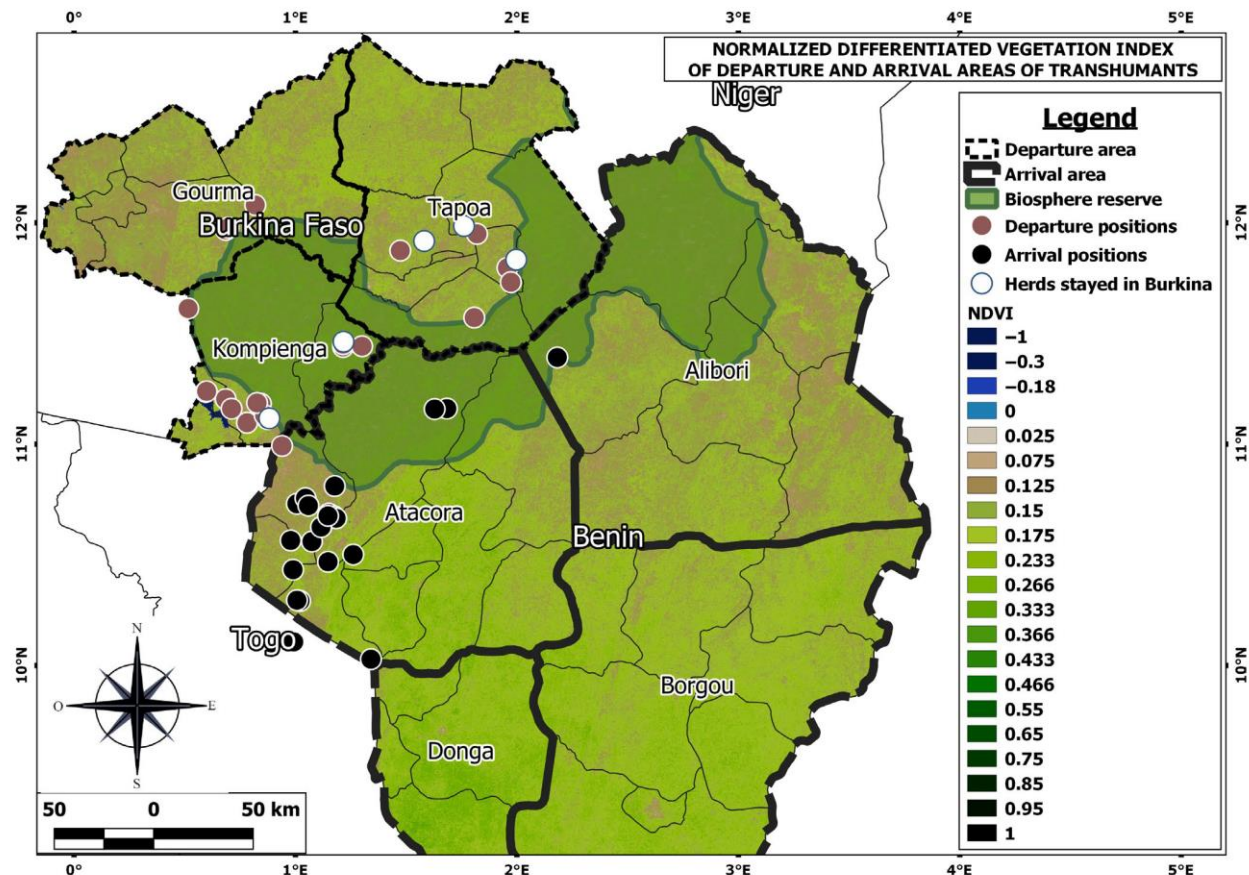 0° 1°E 2°E 3°E 4°E 5°E
NORMALIZED DIFFERENTIATED VEGETATION INDEX
OF DEPARTURE AND ARRIVAL AREAS OF TRANSHUMANTS
Niger
Legend
Departure area
Arrival area
Biosphere reserve
Departure positions
Arrival positions
Herds stayed in Burkina
NDVI
−1
−0.3
−0.18
0
0.025
0.075
0.125
0.15
0.175
0.233
0.266
0.333
0.366
0.433
0.466
0.55
0.65
0.75
0.85
0.95
1
12°N
11°N
10°N
12°N
11°N
10°N
Gourma
Burkina Faso
Tapoa
Kompienga
Alibori
Atacora
Benin
Togo
Borgou
Donga
N
O E
S
50 0 50 km
0° 1°E 2°E 3°E 4°E 5°E